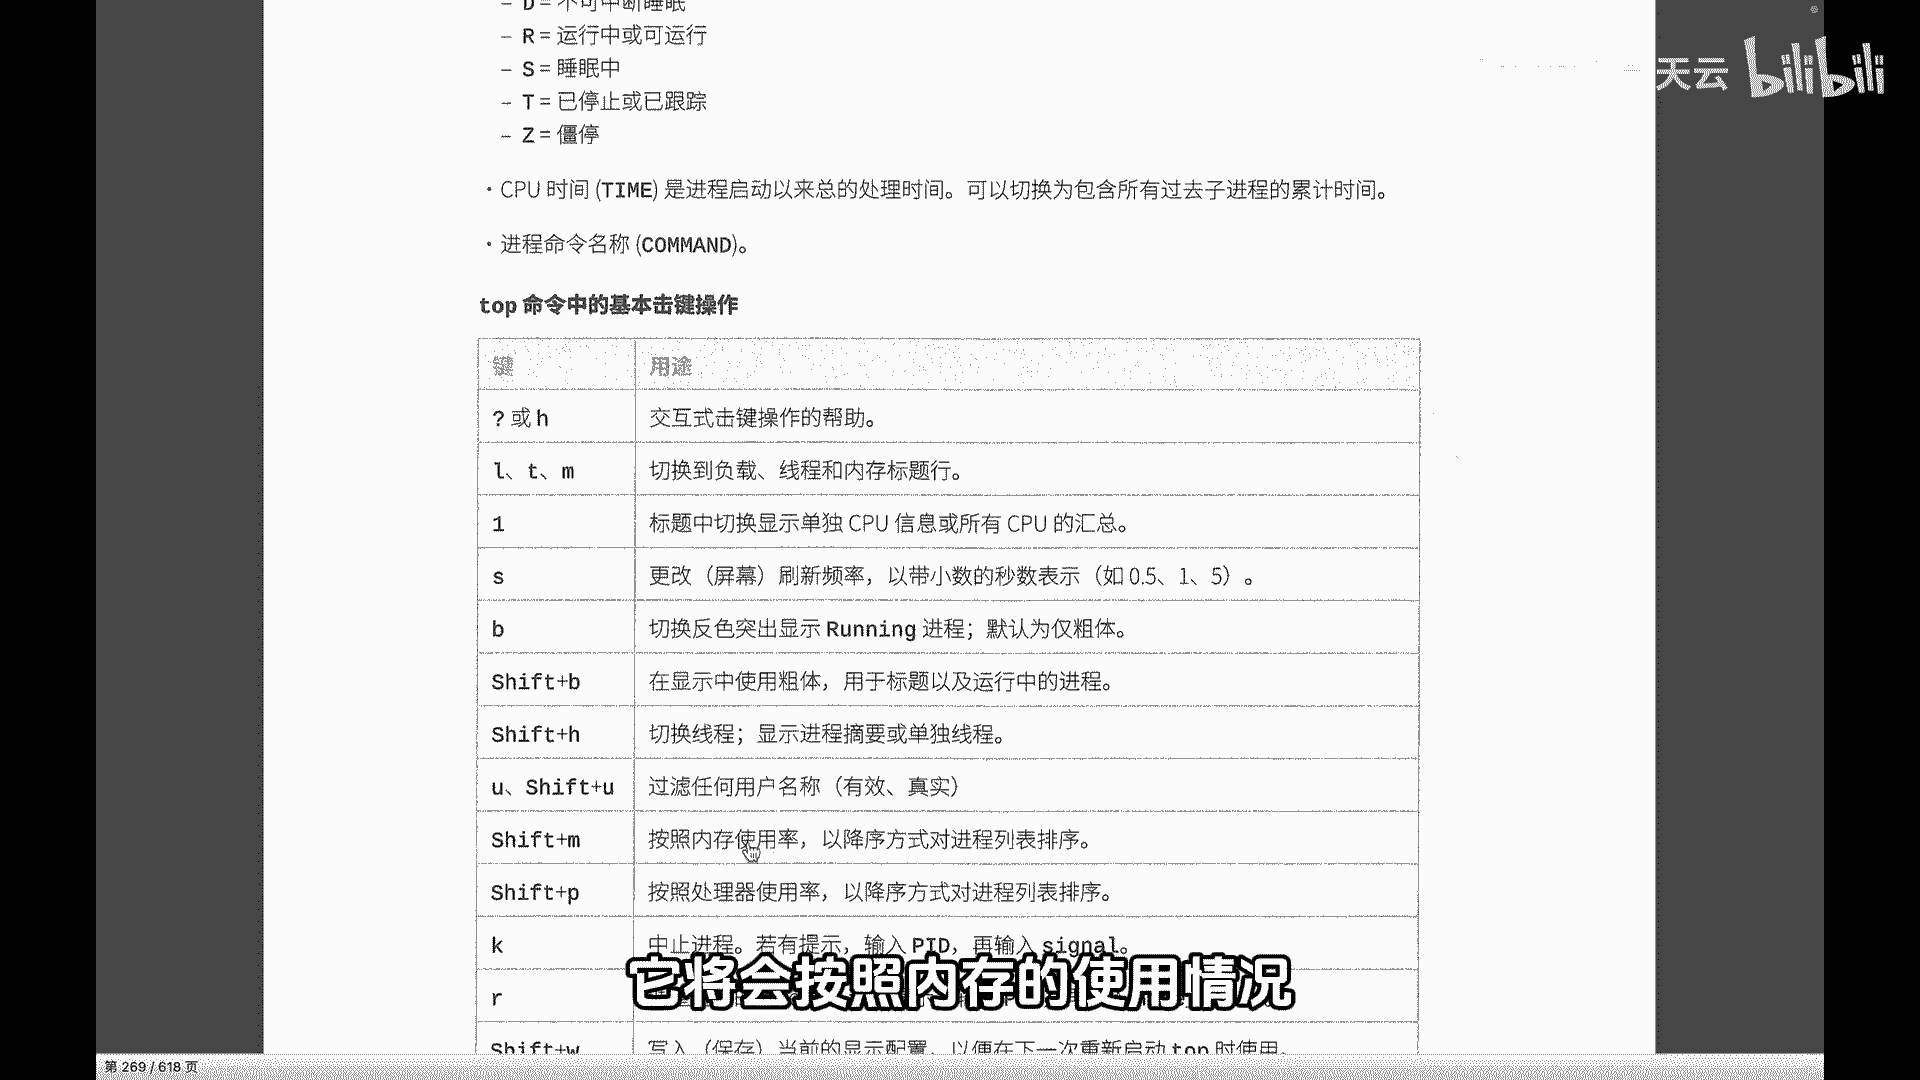 – D = 不可中断睡眠
– R = 运行中或可运行
– S = 睡眠中
– T = 已停止或已跟踪
– Z = 僵停
天云 bilibili
• CPU 时间 (TIME) 是进程启动以来总的处理时间。可以切换为包含所有过去子进程的累计时间。
• 进程命令名称 (COMMAND)。
top 命令中的基本击键操作
键 用途
? 或 h 交互式击键操作的帮助。
l、t、m 切换到负载、线程和内存标题行。
1 标题中切换显示单独 CPU 信息或所有 CPU 的汇总。
s 更改（屏幕）刷新频率，以带小数的秒数表示（如 0.5、1、5）。
b 切换反色突出显示 Running 进程；默认为仅粗体。
Shift+b 在显示中使用粗体，用于标题以及运行中的进程。
Shift+h 切换线程；显示进程摘要或单独线程。
u、Shift+u 过滤任何用户名称（有效、真实）
Shift+m 按照内存使用率，以降序方式对进程列表排序。
Shift+p 按照处理器使用率，以降序方式对进程列表排序。
k 中止进程。若有提示，输入 PID，再输入 signal。
r
它将会按照内存的使用情况
Shift+w 写入（保存）当前的显示配置，以便在下一次重新启动 top 时使用。
第 269 / 618 页